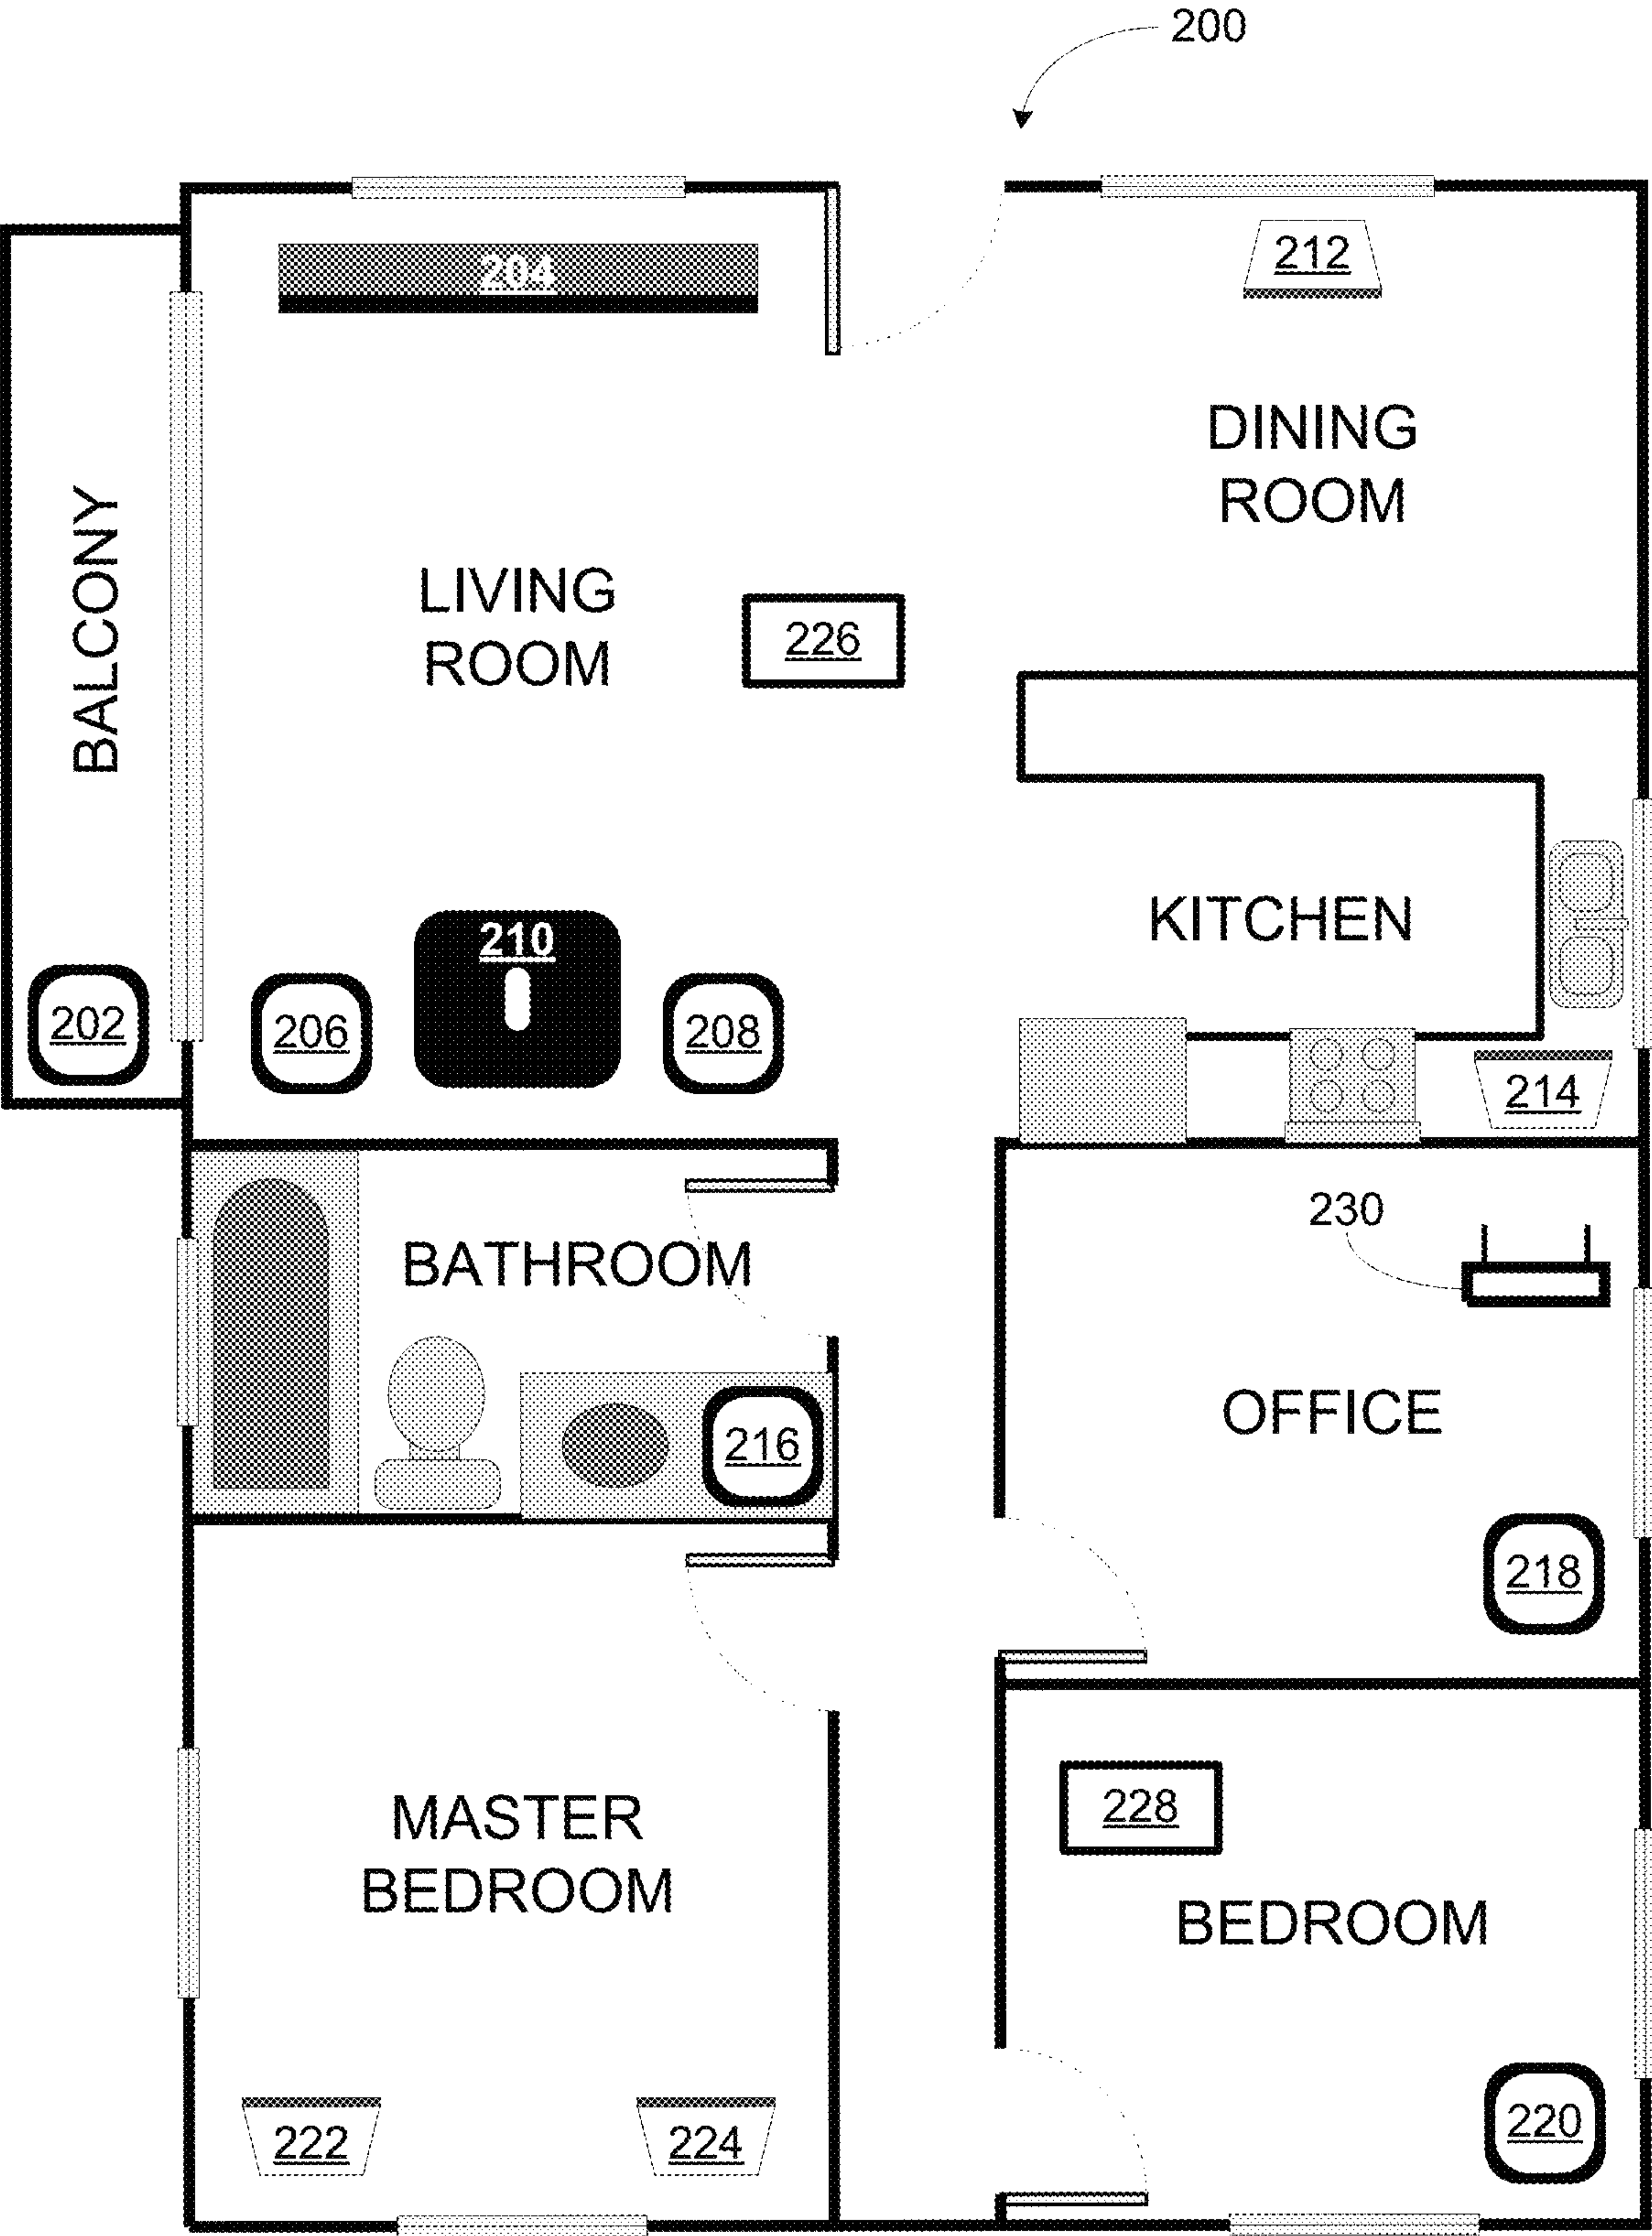 200
204
212
DINING
ROOM
BALCONY
LIVING
ROOM
226
210
KITCHEN
202
206
208
214
230
BATHROOM
OFFICE
216
218
228
MASTER
BEDROOM
BEDROOM
222
224
220